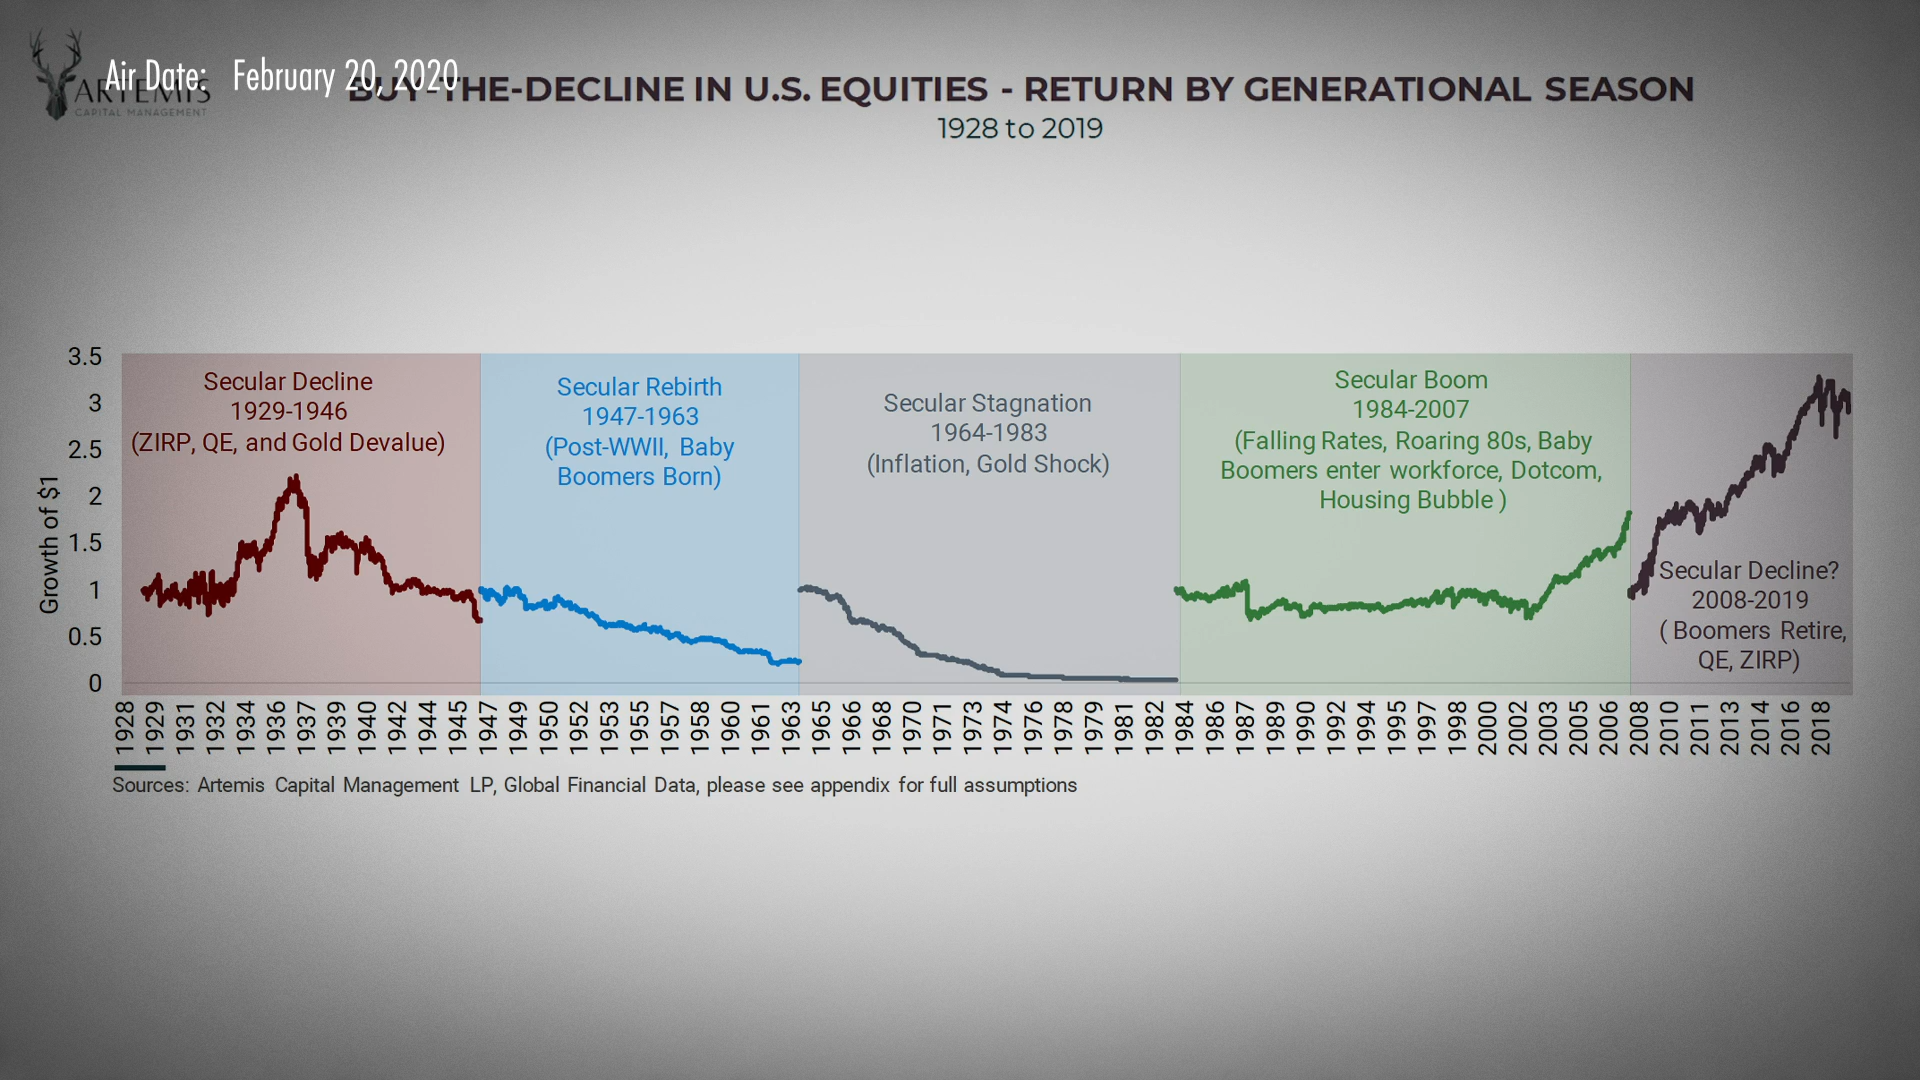 Air Date: February 20, 2020
ARTEMIS
CAPITAL MANAGEMENT
BUY-THE-DECLINE IN U.S. EQUITIES - RETURN BY GENERATIONAL SEASON
1928 to 2019
Growth of $1
3.5
3
2.5
2
1.5
1
0.5
0
Secular Decline
1929-1946
(ZIRP, QE, and Gold Devalue)
Secular Rebirth
1947-1963
(Post-WWII, Baby
Boomers Born)
Secular Stagnation
1964-1983
(Inflation, Gold Shock)
Secular Boom
1984-2007
(Falling Rates, Roaring 80s, Baby
Boomers enter workforce, Dotcom,
Housing Bubble )
Secular Decline?
2008-2019
( Boomers Retire,
QE, ZIRP)
1928 1929 1931 1932 1934 1936 1937 1939 1940 1942 1944 1945 1947 1949 1950 1952 1953 1955 1957 1958 1960 1961 1963 1965 1966 1968 1970 1971 1973 1974 1976 1978 1979 1981 1982 1984 1986 1987 1989 1990 1992 1994 1995 1997 1998 2000 2002 2003 2005 2006 2008 2010 2011 2013 2014 2016 2018
Sources: Artemis Capital Management LP, Global Financial Data, please see appendix for full assumptions